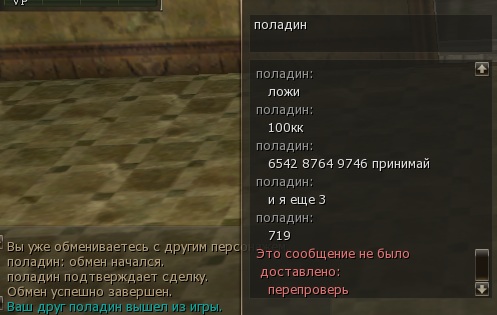 VP
поладин
поладин:
ложи
поладин:
100кк
поладин:
6542 8764 9746 принимай
поладин:
и я еще 3
поладин:
719
Это сообщение не было
доставлено:
перепроверь
Вы уже обмениваетесь с другим персо
поладин: обмен начался.
поладин подтверждает сделку.
Обмен успешно завершен.
Ваш друг поладин вышел из игры.